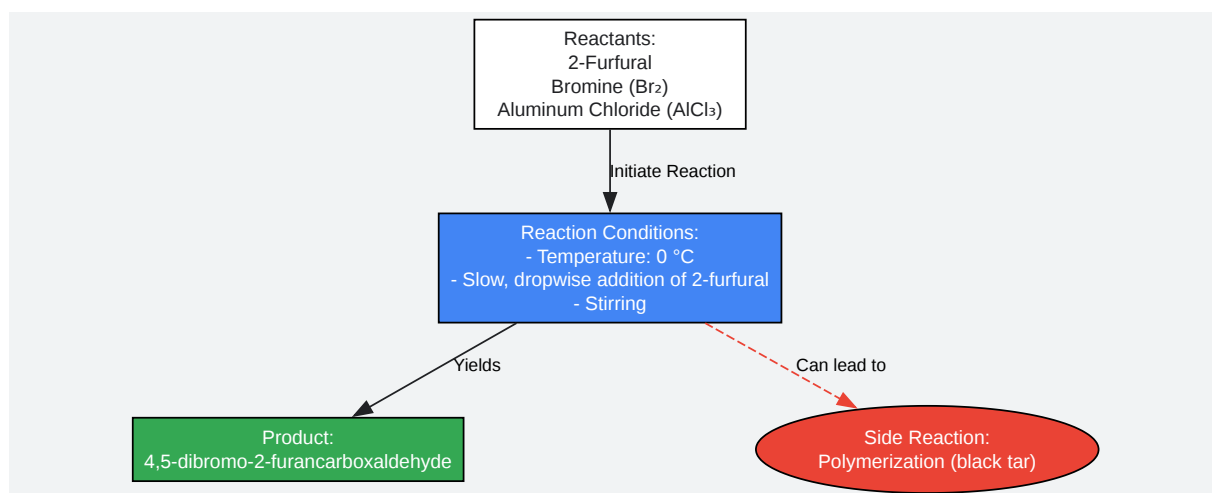 Reactants:
2-Furfural
Bromine (Br₂)
Aluminum Chloride (AlCl₃)
Initiate Reaction
Reaction Conditions:
- Temperature: 0 °C
- Slow, dropwise addition of 2-furfural
- Stirring
Yields
Can lead to
Product:
4,5-dibromo-2-furancarboxaldehyde
Side Reaction:
Polymerization (black tar)